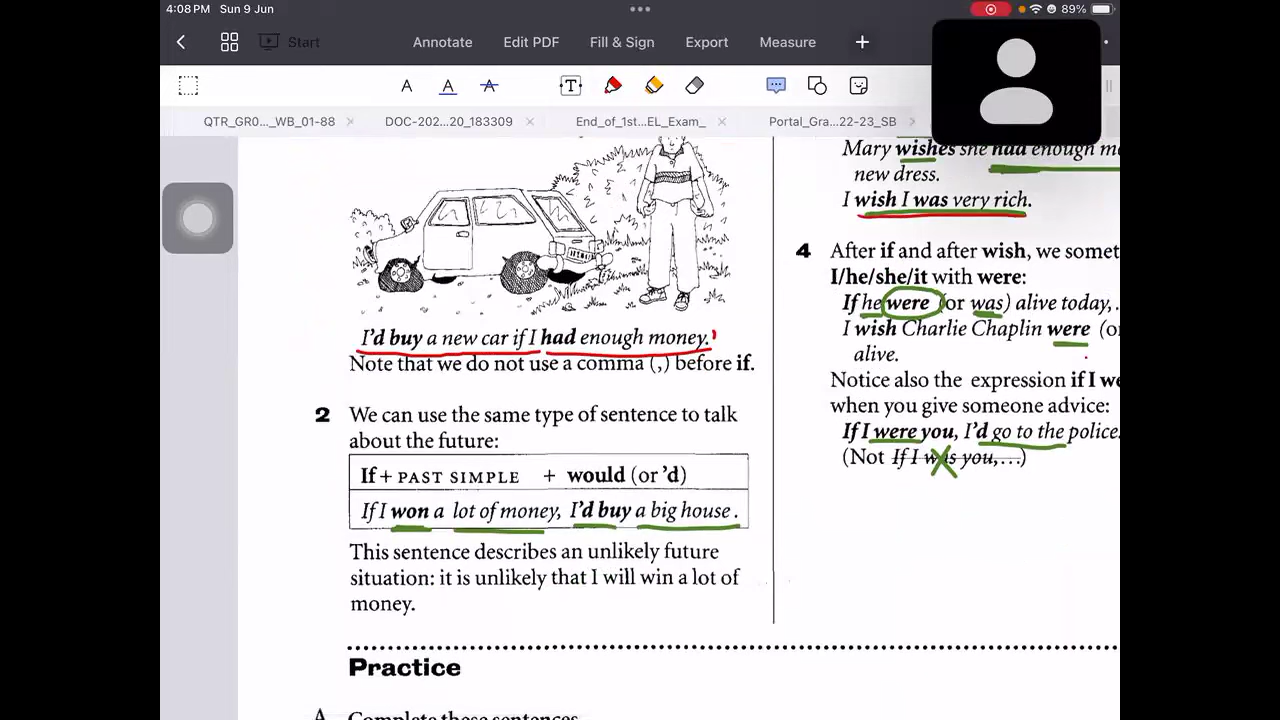 4:08 PM Sun 9 Jun
89%
Start
Annotate
Edit PDF
Fill & Sign
Export
Measure
QTR_GR0..._WB_01-88
DOC-202...20_183309
End_of_1st...EL_Exam_
Portal_Gra...22-23_SB
I'd buy a new car if I had enough money.
Note that we do not use a comma (,) before if.
2 We can use the same type of sentence to talk
about the future:
If + PAST SIMPLE + would (or 'd)
If I won a lot of money, I'd buy a big house.
This sentence describes an unlikely future
situation: it is unlikely that I will win a lot of
money.
Practice
A Complete these sentences
Mary wishes she had enough
new dress.
I wish I was very rich.
4 After if and after wish, we
I/he/she/it with were:
If he were (or was) alive today, .
I wish Charlie Chaplin were
alive.
Notice also the expression if I
when you give someone advice:
If I were you, I'd go to the police.
(Not If I was you,...)